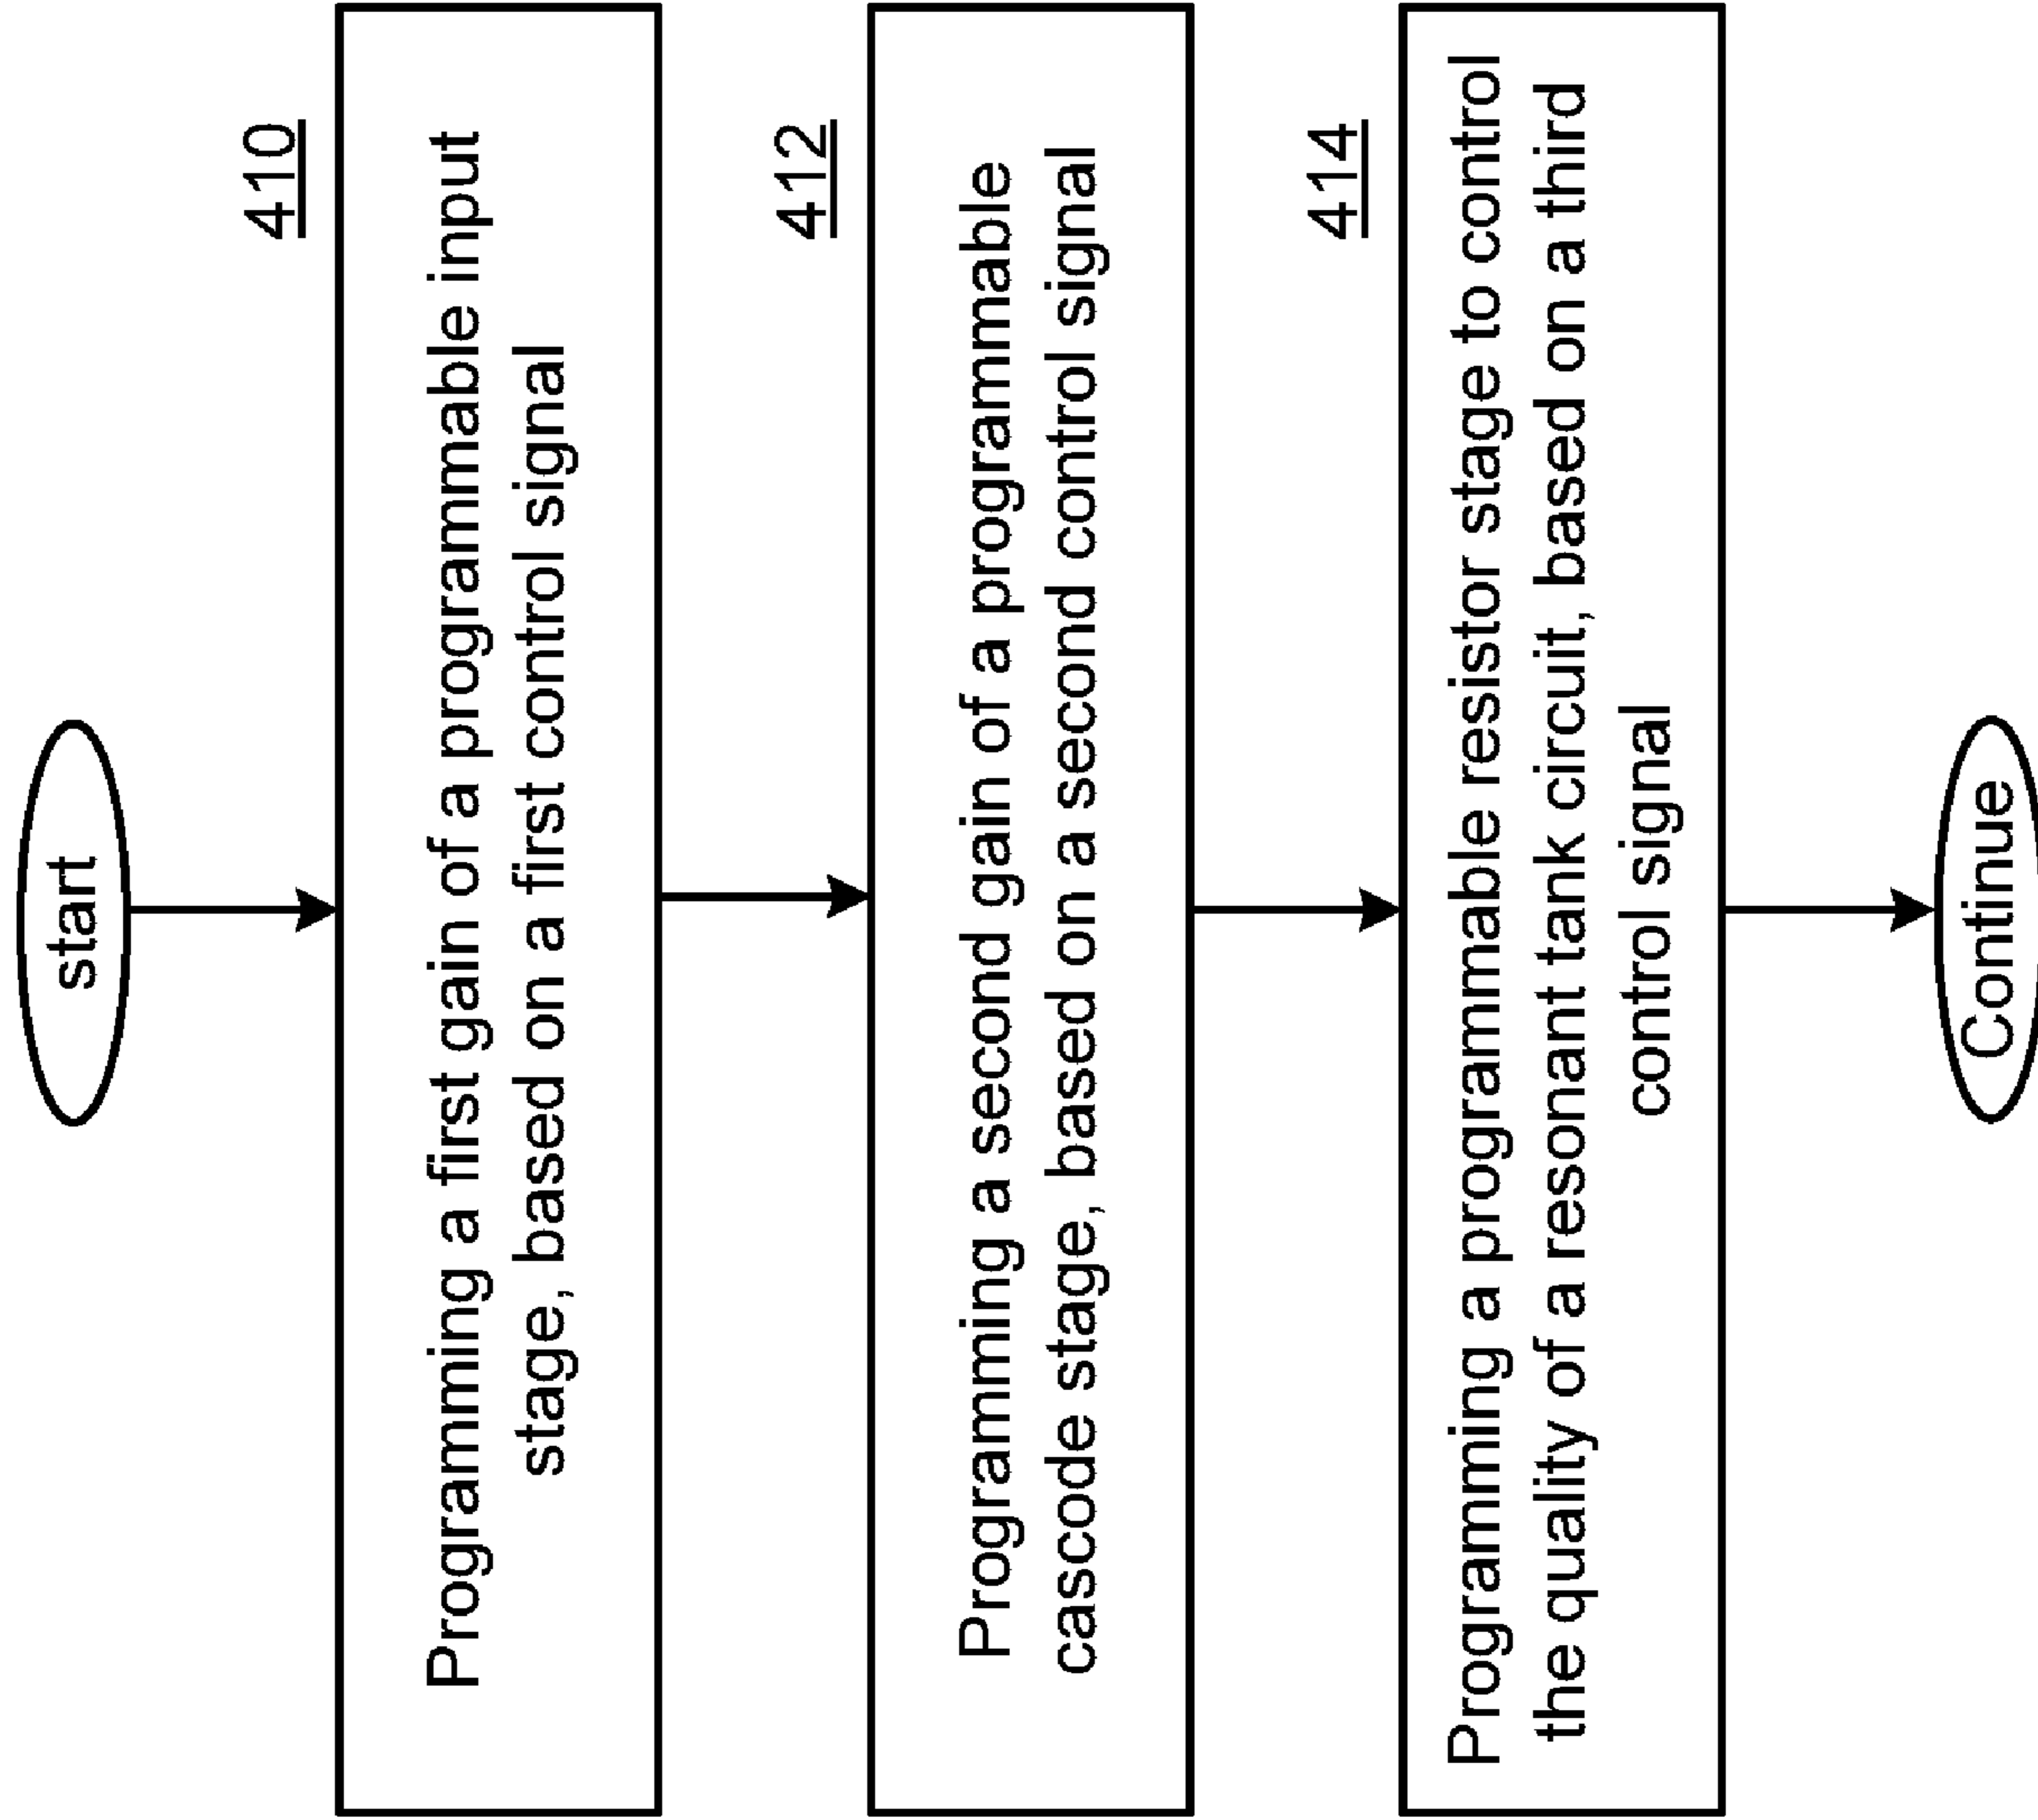 start
410
Programming a first gain of a programmable input
stage, based on a first control signal
412
Programming a second gain of a programmable
cascode stage, based on a second control signal
414
Programming a programmable resistor stage to control
the quality of a resonant tank circuit, based on a third
control signal
Continue